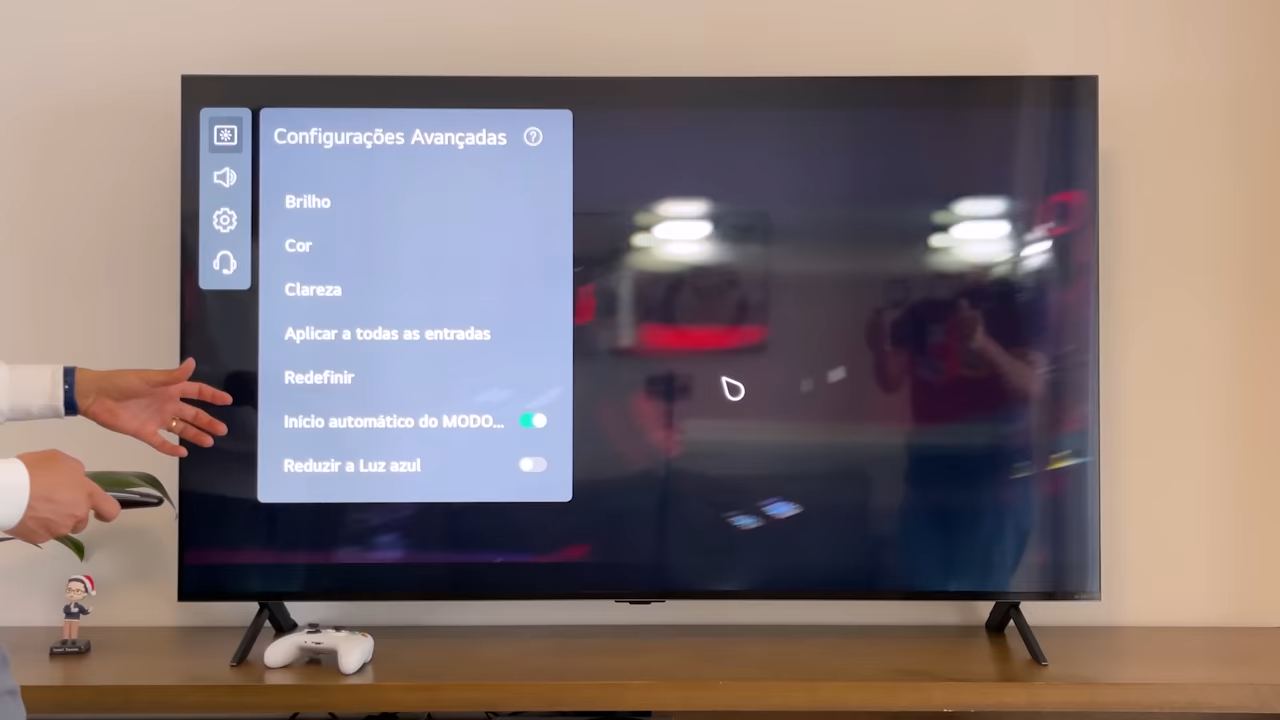 Configurações Avançadas
Brilho
Cor
Clareza
Aplicar a todas as entradas
Redefinir
Início automático do MODO...
Reduzir a Luz azul